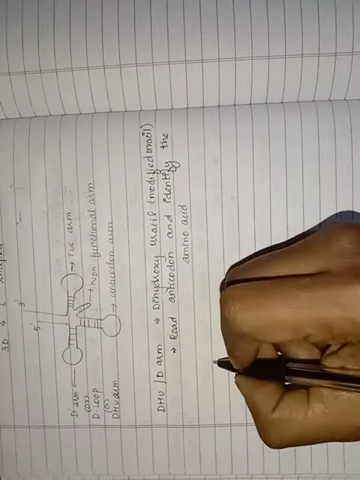 3D → L shaped
5'
3'
D-arm ←
(or)
D Loop
(or)
DHU arm
→ TΨC arm
→ Non functional arm
→ anticodon arm
DHU / D arm → Dihydroxy uracil (modified uracil)
→ Read anticodon and identify the
amino acid